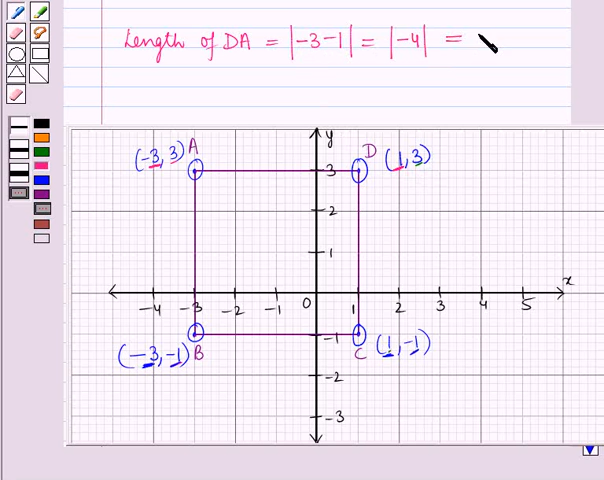 Length of DA = |-3-1| = |-4| =
y
(-3, 3) A
D (1, 3)
3
2
1
x
-4 -3 -2 -1 0 1 2 3 4 5
-1
(-3, -1) B
C (1, -1)
-2
-3